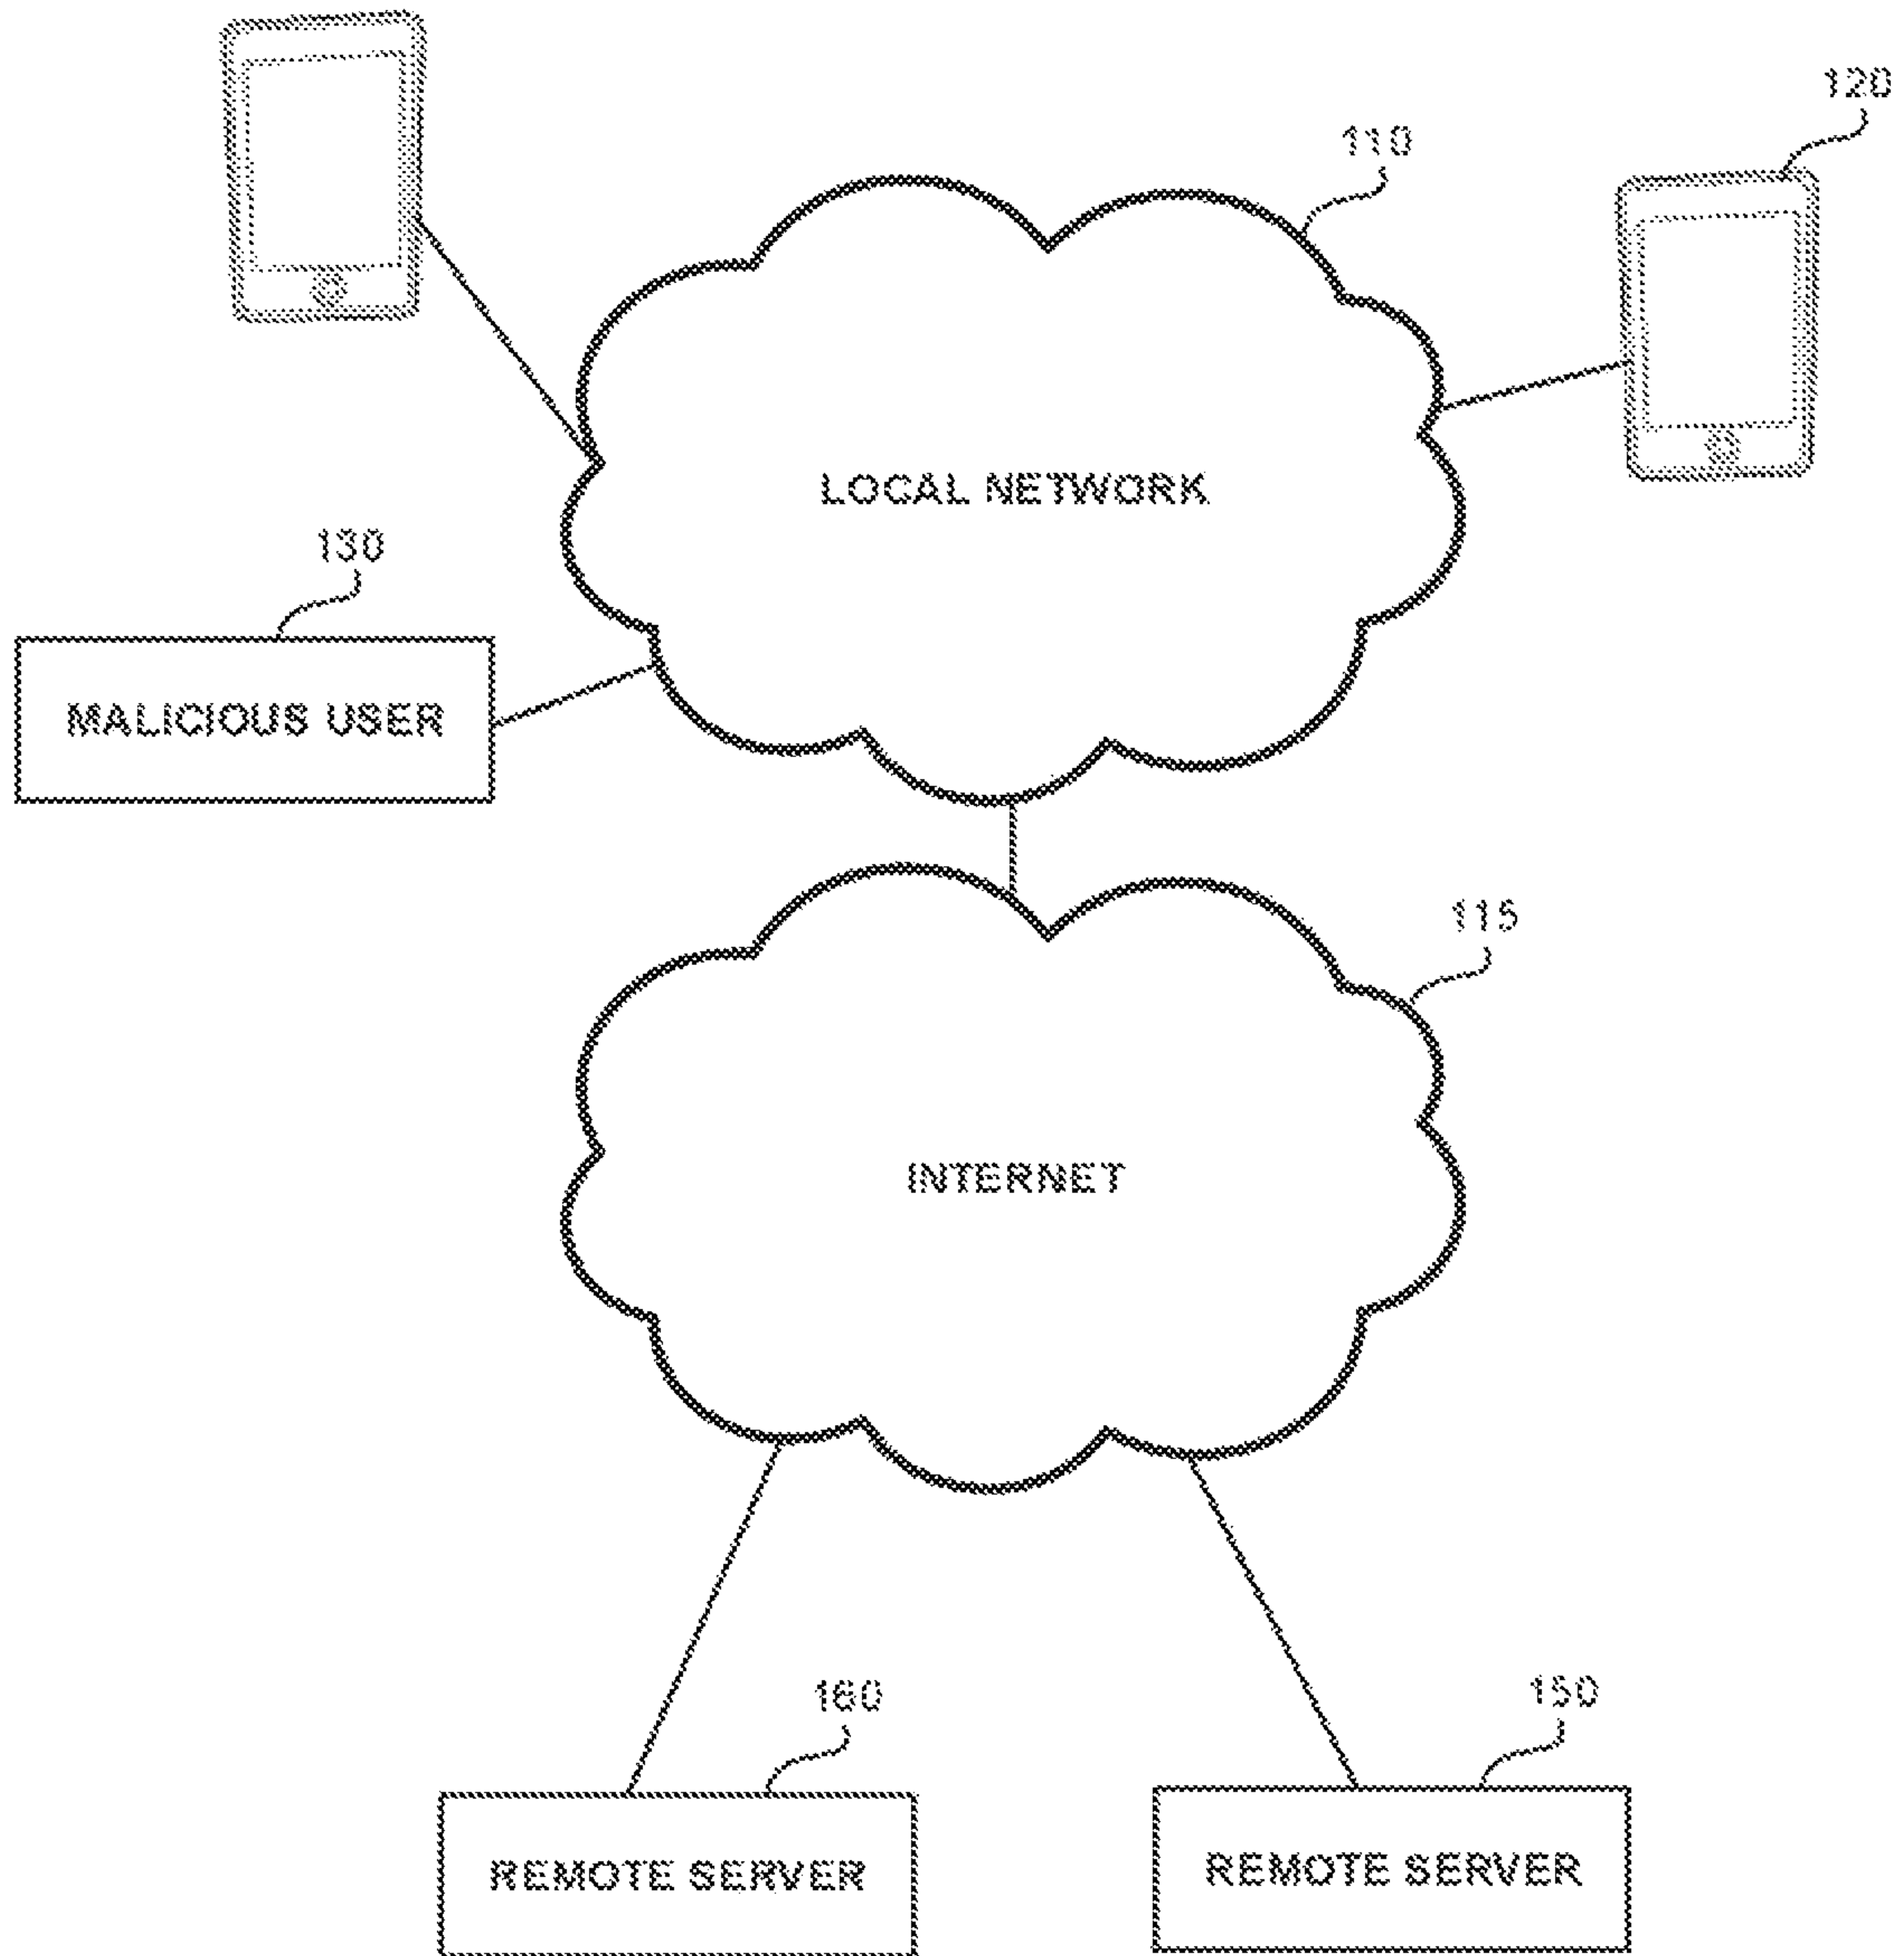 120
110
LOCAL NETWORK
130
MALICIOUS USER
115
INTERNET
160
150
REMOTE SERVER
REMOTE SERVER